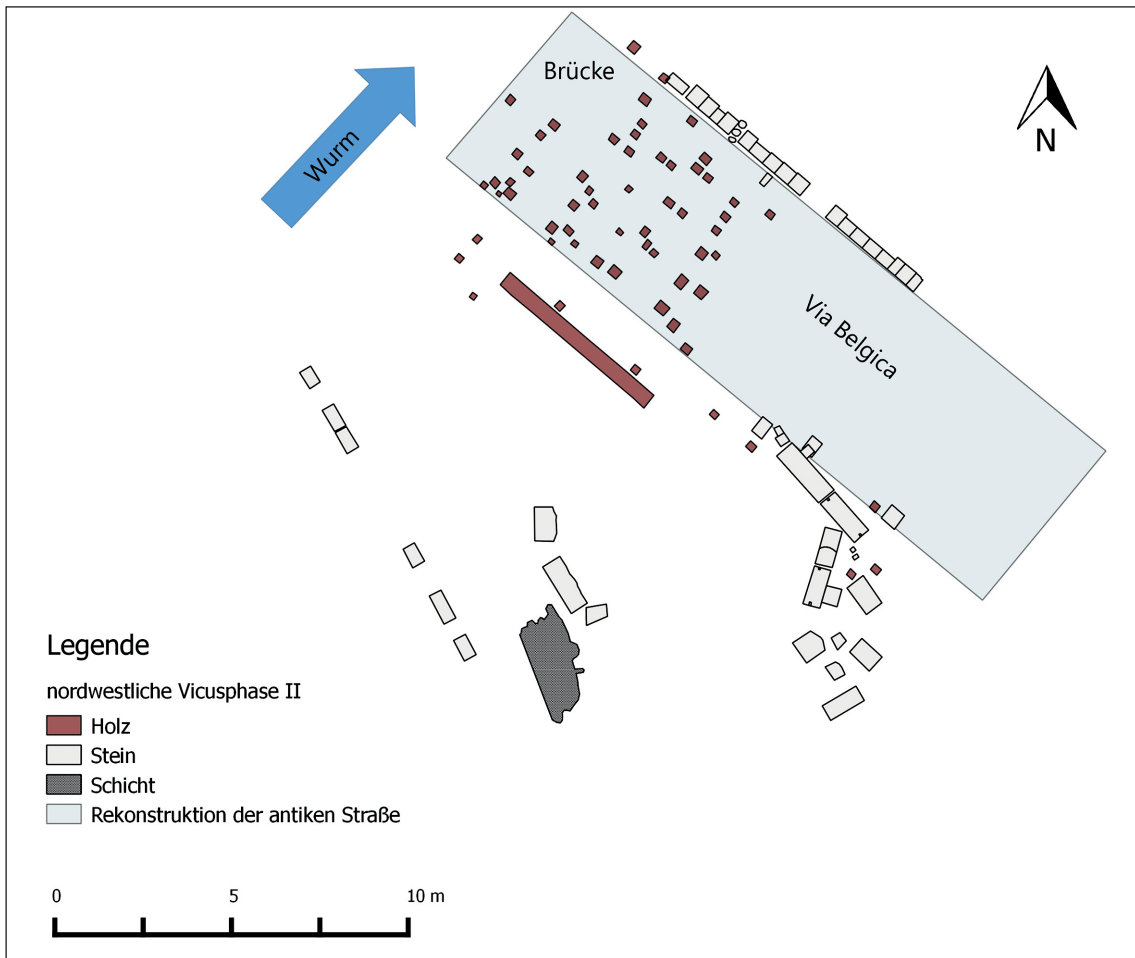 Brücke
Wurm
N
Via Belgica
Legende
nordwestliche Vicusphase II
Holz
Stein
Schicht
Rekonstruktion der antiken Straße
0 5 10 m